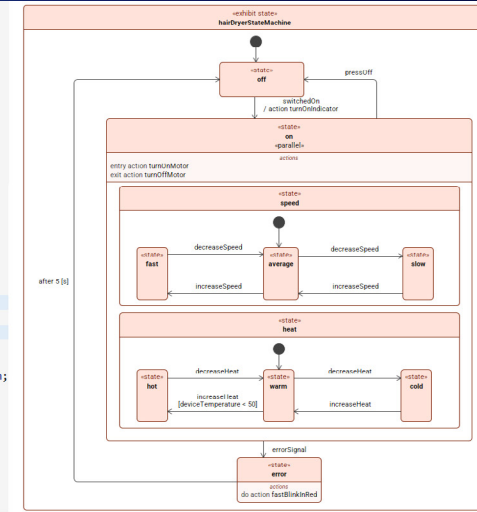 «exhibit state»
hairDryerStateMachine
«state»
off
pressOff
switchedOn
/ action turnOnIndicator
«state»
on
«parallel»
actions
entry action turnOnMotor
exit action turnOffMotor
«state»
speed
decreaseSpeed
decreaseSpeed
«state»
fast
«state»
average
«state»
slow
increaseSpeed
increaseSpeed
after 5 [s]
«state»
heat
decreaseHeat
decreaseHeat
«state»
hot
«state»
warm
«state»
cold
increaseHeat
[deviceTemperature < 50]
increaseHeat
errorSignal
«state»
error
actions
do action fastBlinkInRed